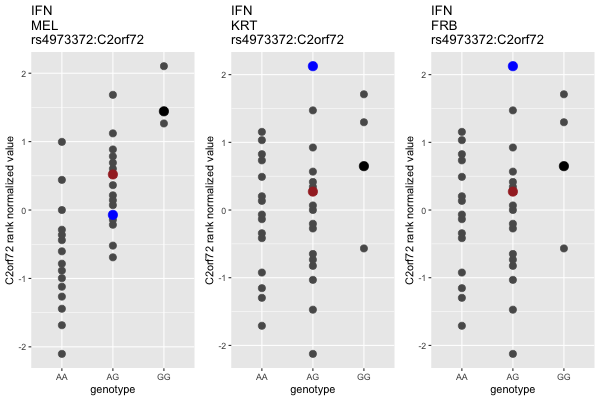 IFN
MEL
rs4973372:C2orf72
C2orf72 rank normalized value
2
1
0
-1
-2
AA AG GG
genotype
IFN
KRT
rs4973372:C2orf72
C2orf72 rank normalized value
2
1
0
-1
-2
AA AG GG
genotype
IFN
FRB
rs4973372:C2orf72
C2orf72 rank normalized value
2
1
0
-1
-2
AA AG GG
genotype